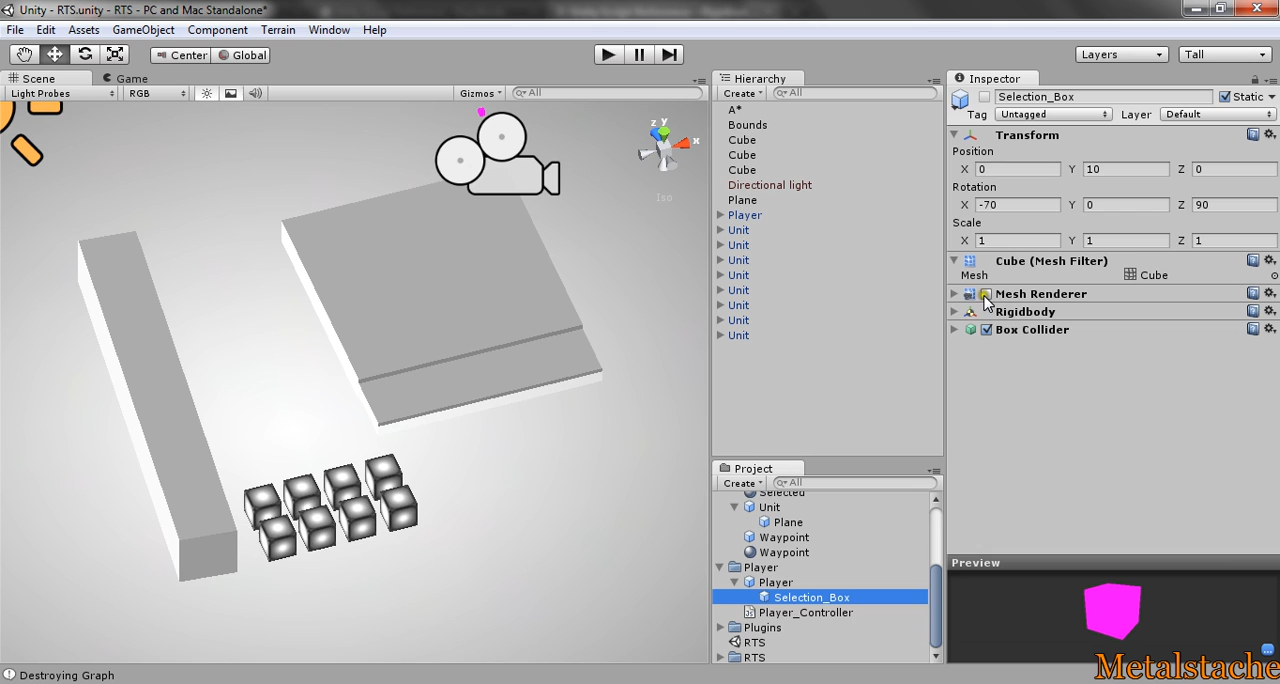 Unity - RTS.unity - RTS - PC and Mac Standalone*
File Edit Assets GameObject Component Terrain Window Help
Center Global Layers Tall
Scene Game
Light Probes RGB Gizmos All
z y x
Iso
Hierarchy
Create All
A*
Bounds
Cube
Cube
Cube
Directional light
Plane
Player
Unit
Unit
Unit
Unit
Unit
Unit
Unit
Unit
Project
Create All
Selected
Unit
Plane
Waypoint
Waypoint
Player
Player
Selection_Box
Player_Controller
Plugins
RTS
RTS
Inspector
Selection_Box Static
Tag Untagged Layer Default
Transform
Position
X 0 Y 10 Z 0
Rotation
X -70 Y 0 Z 90
Scale
X 1 Y 1 Z 1
Cube (Mesh Filter)
Mesh Cube
Mesh Renderer
Rigidbody
Box Collider
Preview
Destroying Graph
Metalstache